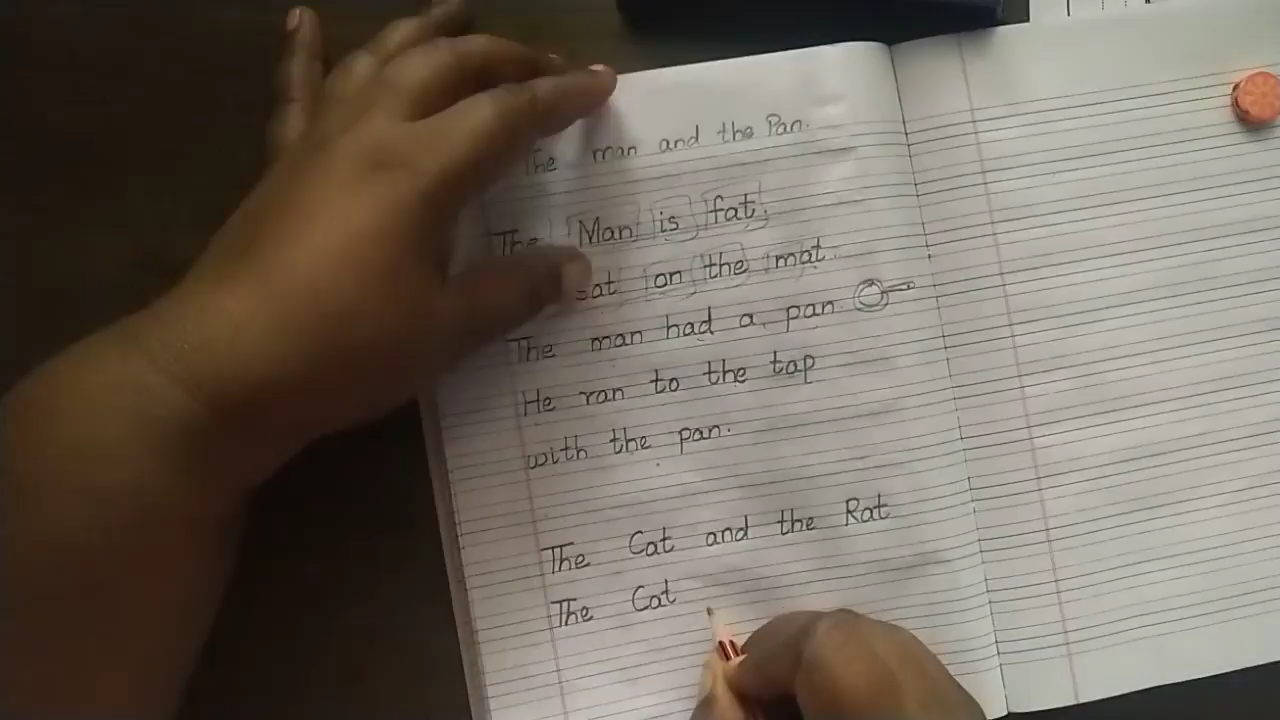 The man and the Pan.
The Man is fat.
sat on the mat.
The man had a pan.
He ran to the tap
with the pan.
The Cat and the Rat
The Cat